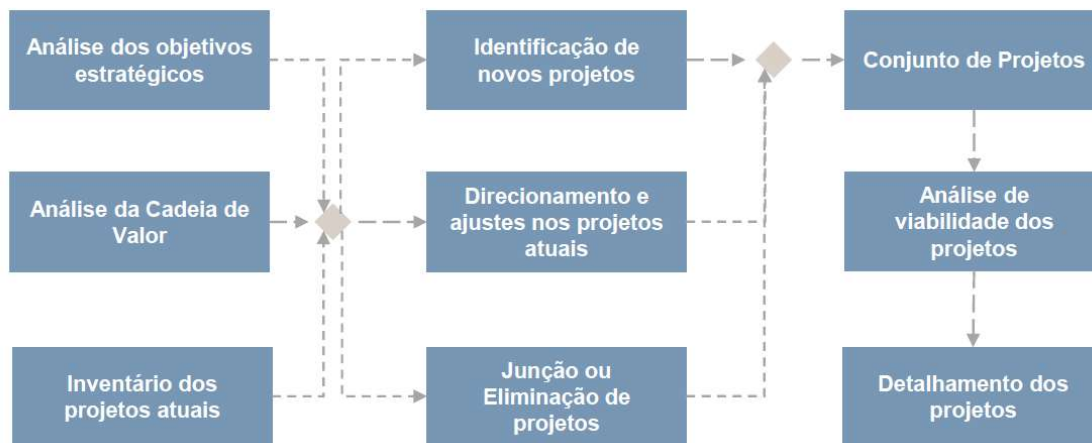 Análise dos objetivos
estratégicos
Identificação de
novos projetos
Conjunto de Projetos
Análise da Cadeia de
Valor
Direcionamento e
ajustes nos projetos
atuais
Análise de
viabilidade dos
projetos
Inventário dos
projetos atuais
Junção ou
Eliminação de
projetos
Detalhamento dos
projetos